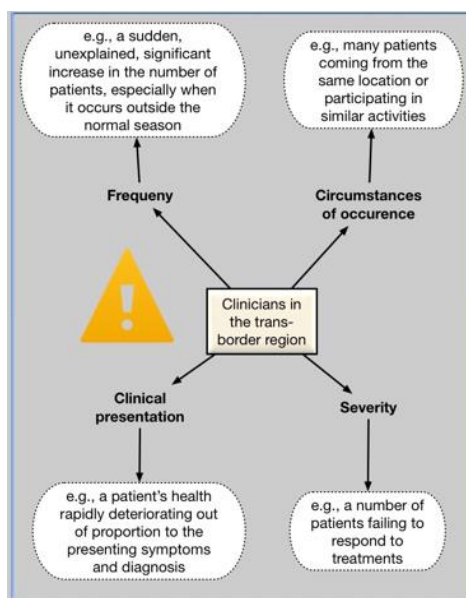 e.g., a sudden,
unexplained, significant
increase in the number of
patients, especially when
it occurs outside the
normal season
e.g., many patients
coming from the
same location or
participating in
similar activities
Frequeny
Circumstances
of occurence
!
Clinicians in
the trans-
border region
Clinical
presentation
Severity
e.g., a patient's health
rapidly deteriorating out
of proportion to the
presenting symptoms
and diagnosis
e.g., a number of
patients failing to
respond to
treatments